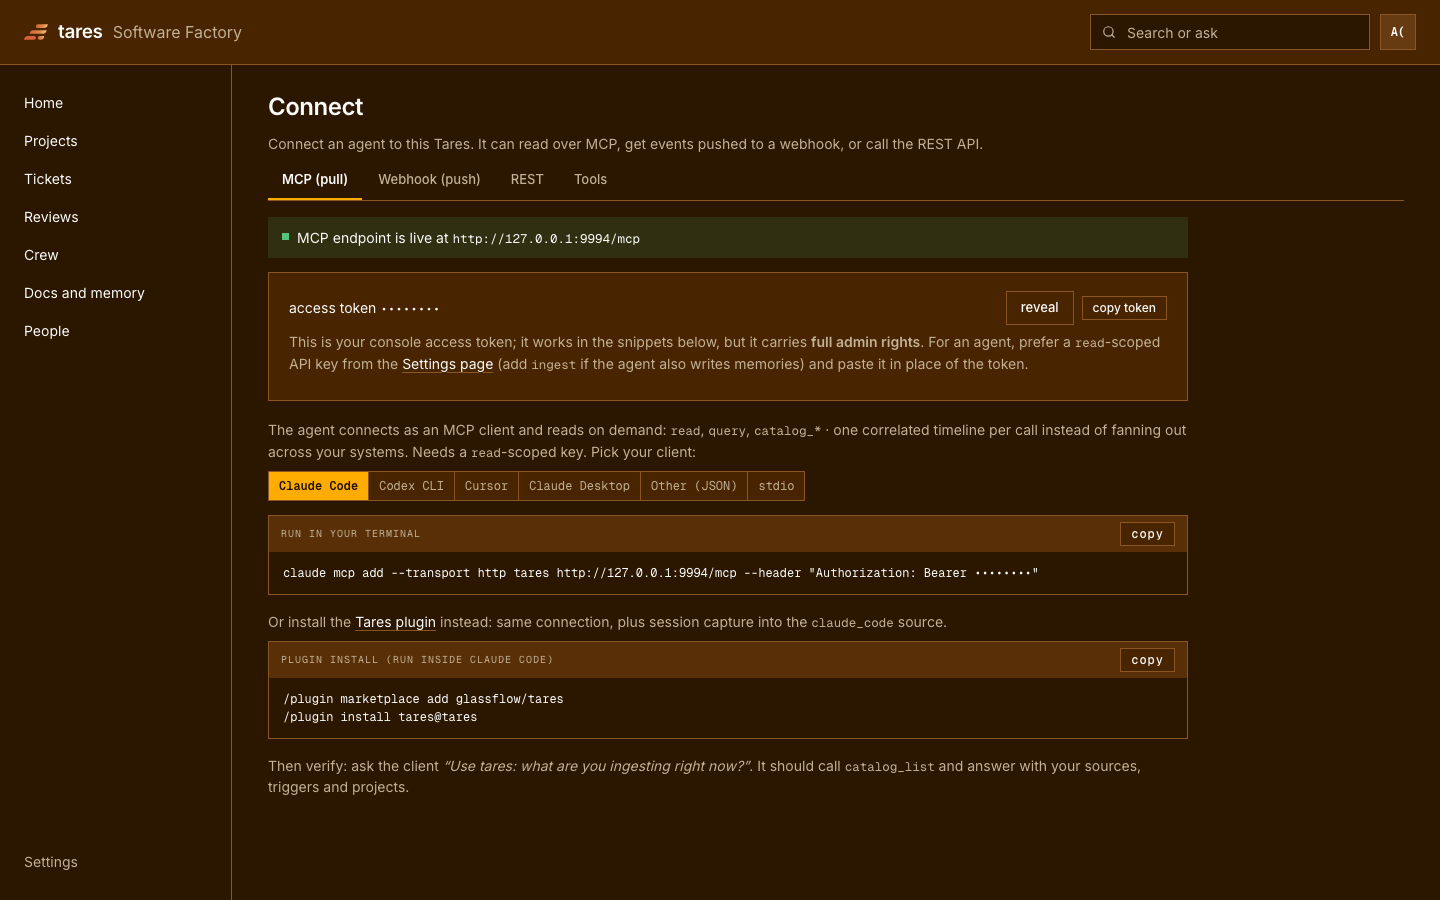 tares Software Factory
Search or ask
A(
Home
Projects
Tickets
Reviews
Crew
Docs and memory
People
Settings
Connect
Connect an agent to this Tares. It can read over MCP, get events pushed to a webhook, or call the REST API.
MCP (pull) Webhook (push) REST Tools
MCP endpoint is live at http://127.0.0.1:9994/mcp
access token ••••••••
reveal copy token
This is your console access token; it works in the snippets below, but it carries full admin rights. For an agent, prefer a read-scoped
API key from the Settings page (add ingest if the agent also writes memories) and paste it in place of the token.
The agent connects as an MCP client and reads on demand: read, query, catalog_* · one correlated timeline per call instead of fanning out
across your systems. Needs a read-scoped key. Pick your client:
Claude Code Codex CLI Cursor Claude Desktop Other (JSON) stdio
RUN IN YOUR TERMINAL copy
claude mcp add --transport http tares http://127.0.0.1:9994/mcp --header "Authorization: Bearer ••••••••"
Or install the Tares plugin instead: same connection, plus session capture into the claude_code source.
PLUGIN INSTALL (RUN INSIDE CLAUDE CODE) copy
/plugin marketplace add glassflow/tares
/plugin install tares@tares
Then verify: ask the client “Use tares: what are you ingesting right now?”. It should call catalog_list and answer with your sources,
triggers and projects.